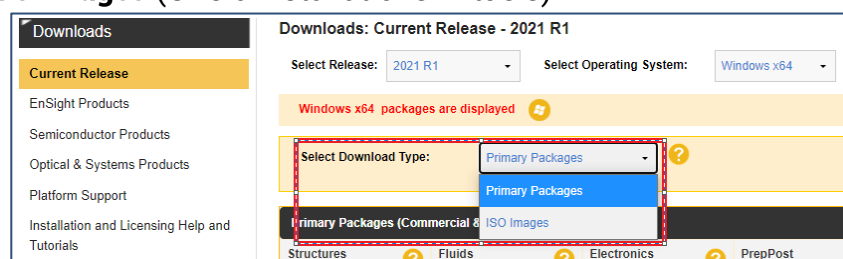 Downloads
Downloads: Current Release - 2021 R1
Select Release: 2021 R1 Select Operating System: Windows x64
Current Release
EnSight Products
Windows x64 packages are displayed
Semiconductor Products
Optical & Systems Products
Select Download Type: Primary Packages
Platform Support
Primary Packages
Installation and Licensing Help and
Tutorials
Primary Packages (Commercial &
ISO Images
Structures Fluids Electronics PrepPost